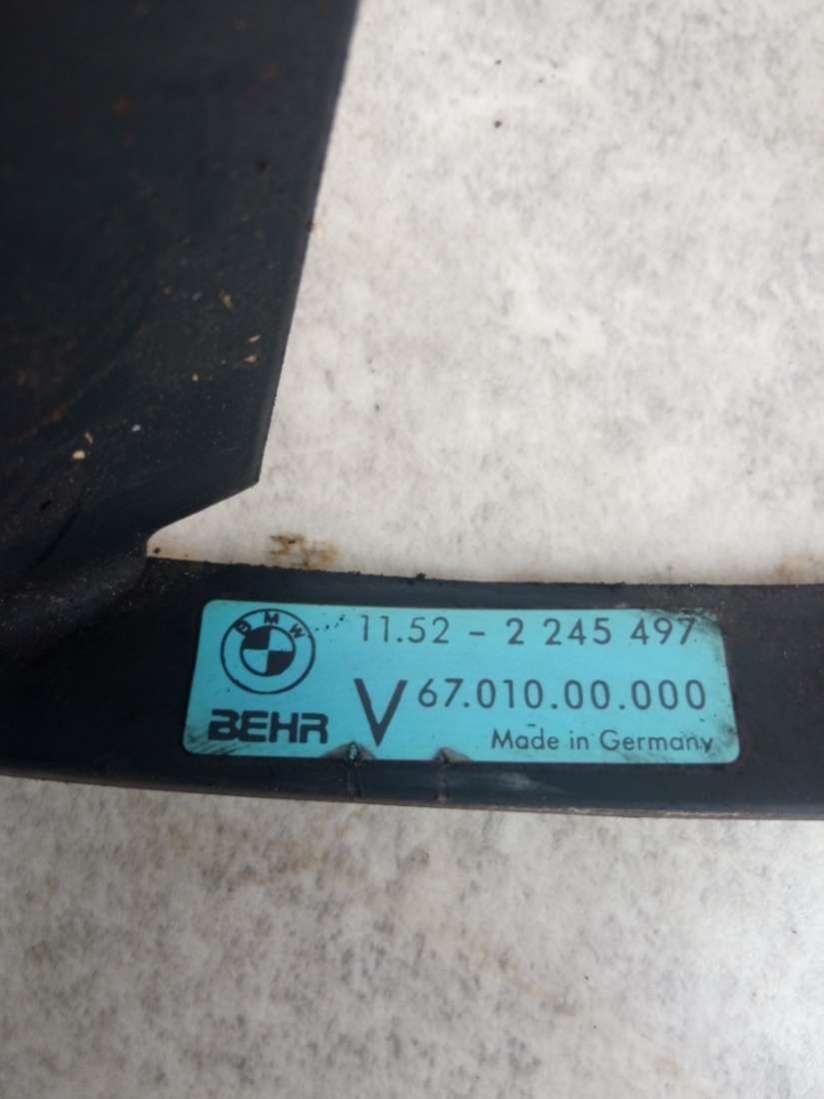 BMW
11.52 - 2 245 497
BEHR V 67.010.00.000
Made in Germany